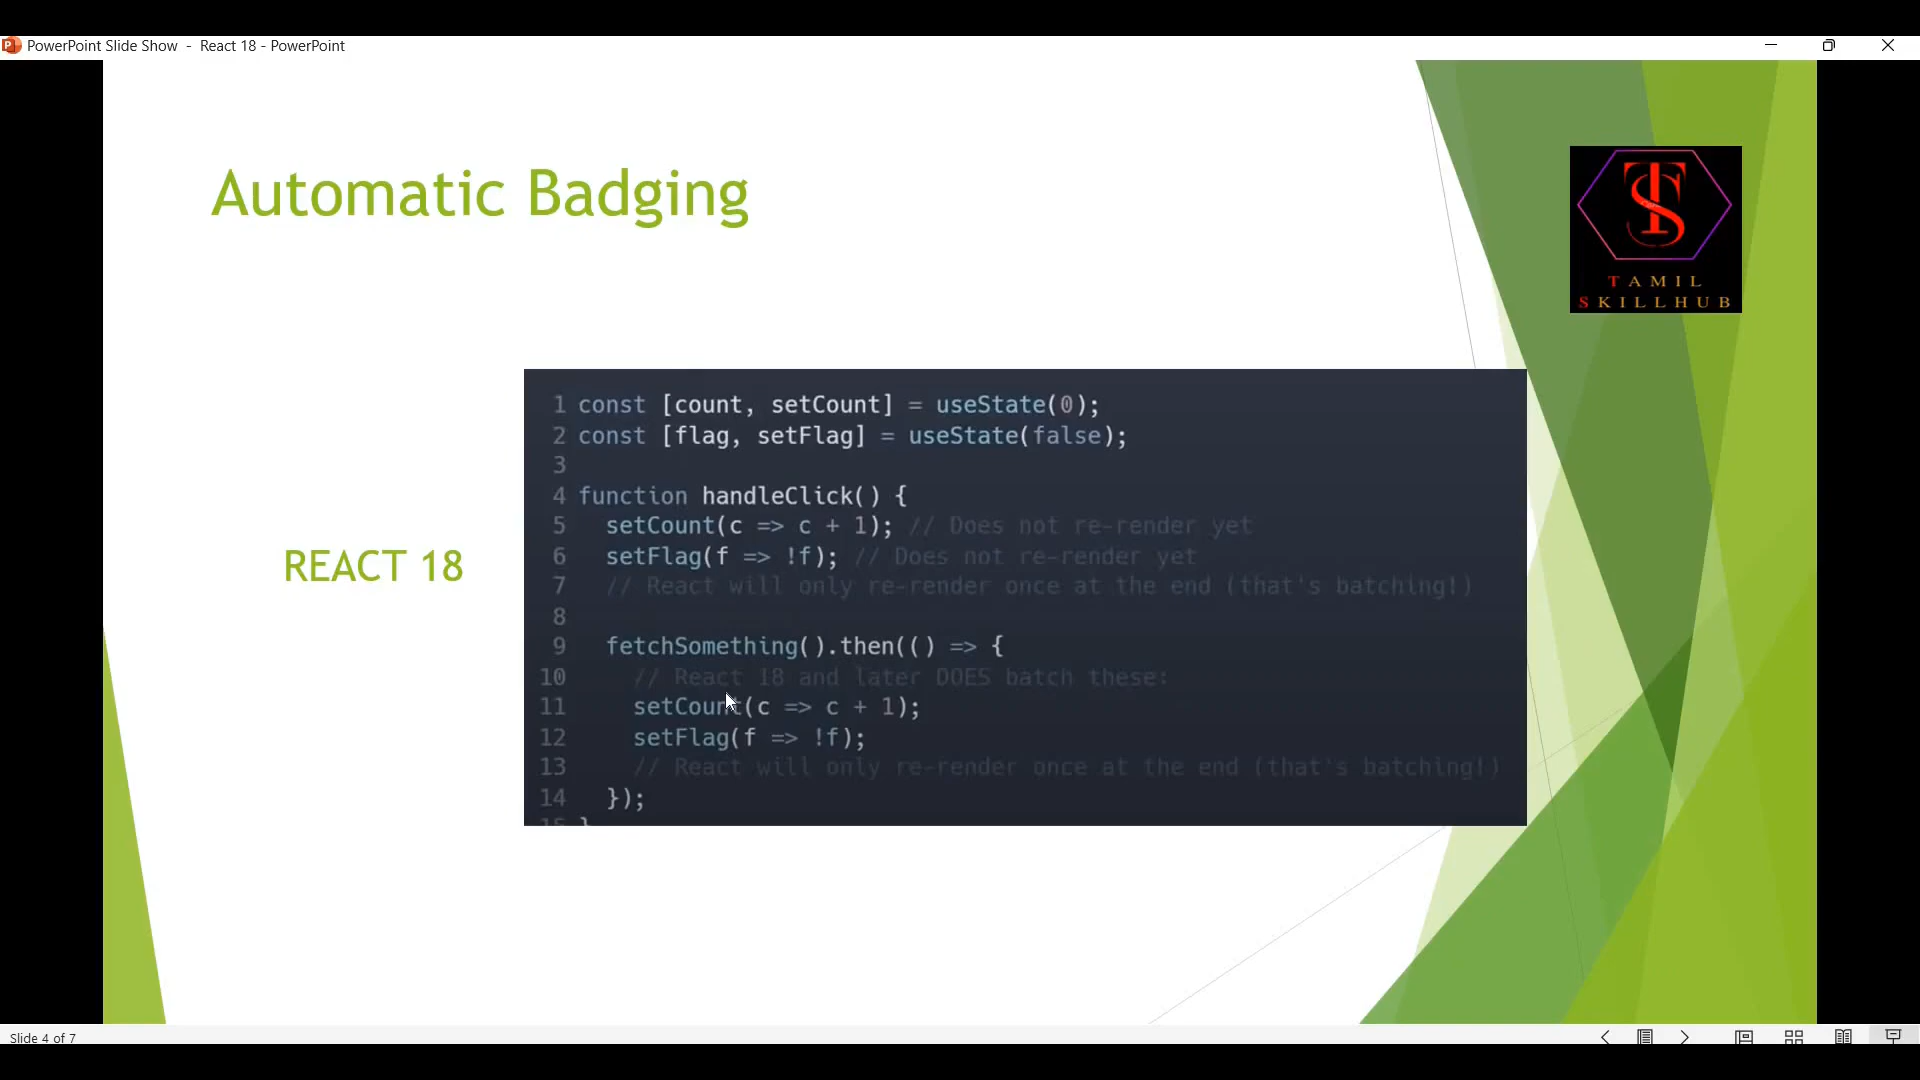 PowerPoint Slide Show - React 18 - PowerPoint
Automatic Badging
TS
TAMIL
SKILLHUB
REACT 18
1 const [count, setCount] = useState(0);
2 const [flag, setFlag] = useState(false);
3
4 function handleClick() {
5 setCount(c => c + 1); // Does not re-render yet
6 setFlag(f => !f); // Does not re-render yet
7 // React will only re-render once at the end (that's batching!)
8
9 fetchSomething().then(() => {
10 // React 18 and later DOES batch these:
11 setCount(c => c + 1);
12 setFlag(f => !f);
13 // React will only re-render once at the end (that's batching!)
14 });
15 }
Slide 4 of 7